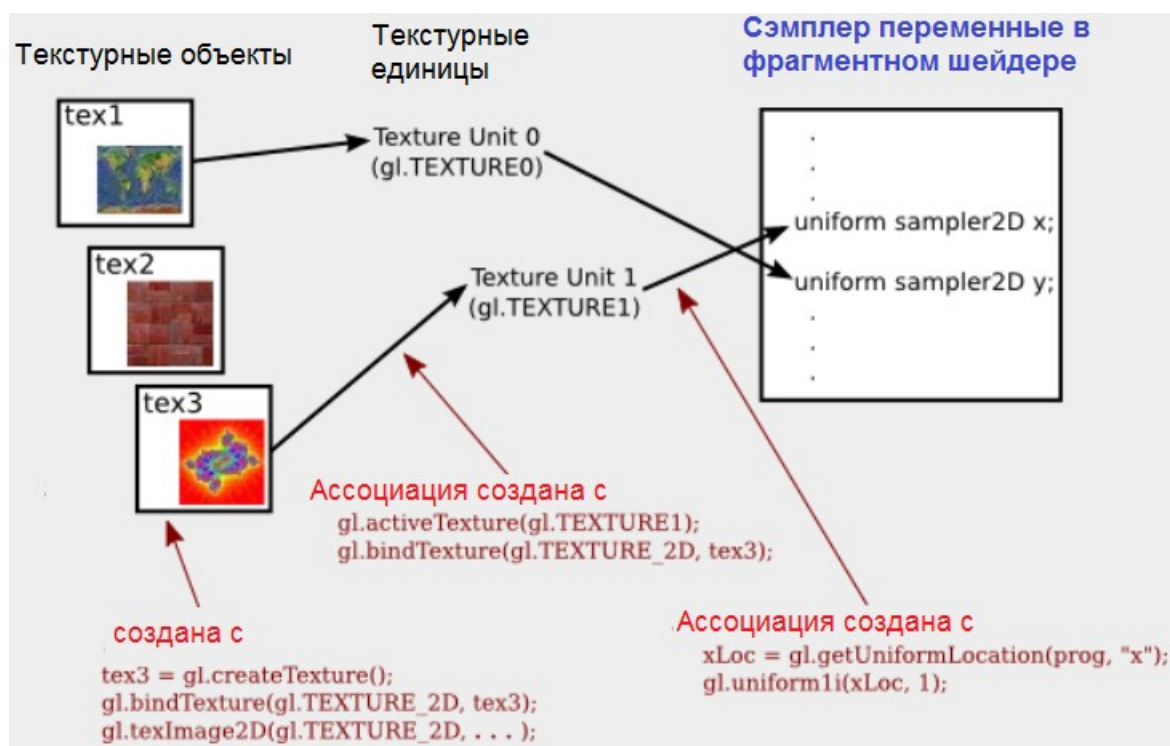 Текстурные объекты
Текстурные
единицы
Сэмплер переменные в
фрагментном шейдере
tex1
Texture Unit 0
(gl.TEXTURE0)
uniform sampler2D x;
tex2
Texture Unit 1
(gl.TEXTURE1)
uniform sampler2D y;
tex3
Ассоциация создана с
gl.activeTexture(gl.TEXTURE1);
gl.bindTexture(gl.TEXTURE_2D, tex3);
создана с
tex3 = gl.createTexture();
gl.bindTexture(gl.TEXTURE_2D, tex3);
gl.texImage2D(gl.TEXTURE_2D, . . . );
Ассоциация создана с
xLoc = gl.getUniformLocation(prog, "x");
gl.uniform1i(xLoc, 1);